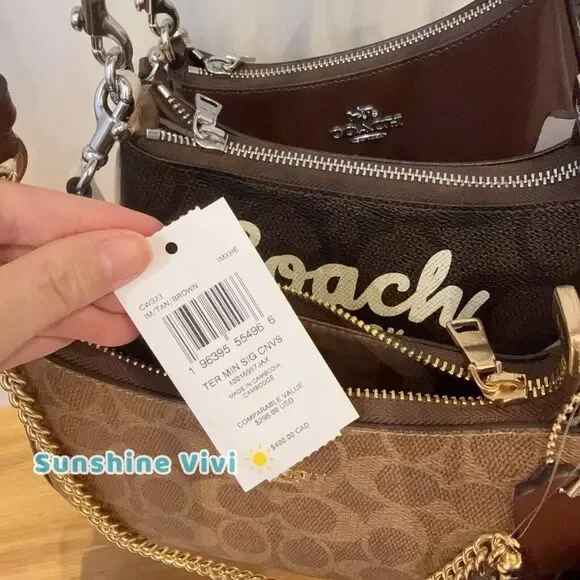 COACH
Coach
CW323
IMXHE
IM/TAN/BROWN
1 96395 55496 6
TER MIN SIG CNVS
MADE IN CAMBODIA
CAMBODGE
COMPARABLE VALUE
$298.00 USD
$400.00 CAD
Sunshine Vivi